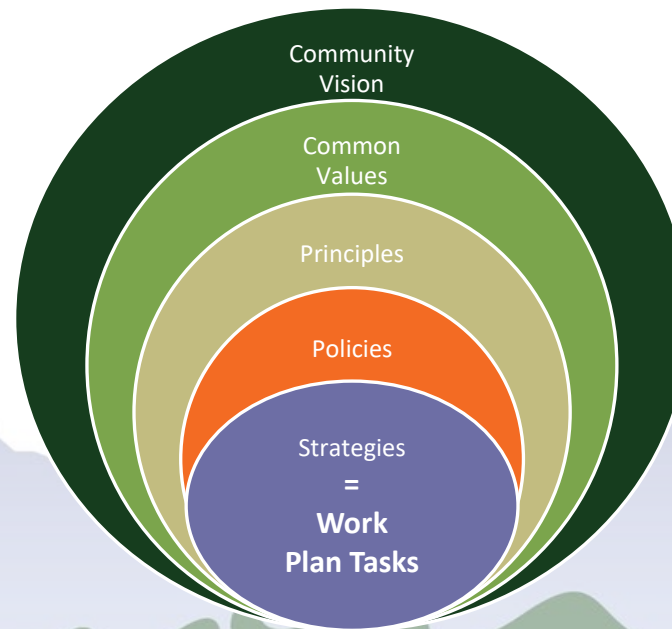 Community
Vision
Common
Values
Principles
Policies
Strategies
=
Work
Plan Tasks